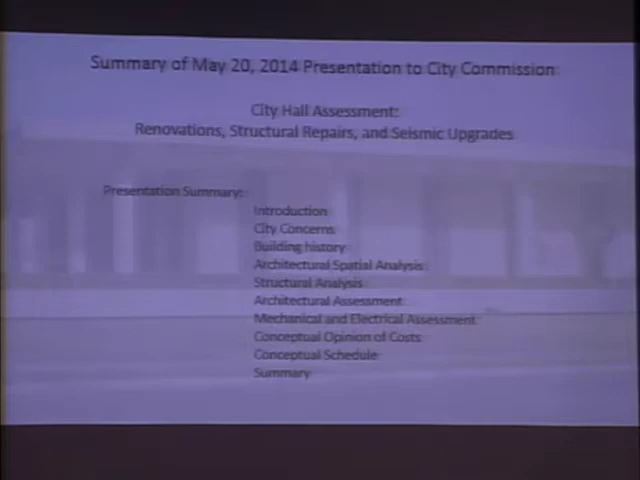 Summary of May 20, 2014 Presentation to City Commission
City Hall Assessment:
Renovations, Structural Repairs, and Seismic Upgrades
Presentation Summary:
Introduction
City Concerns
Building history
Architectural Spatial Analysis
Structural Analysis
Architectural Assessment
Mechanical and Electrical Assessment
Conceptual Opinion of Costs
Conceptual Schedule
Summary